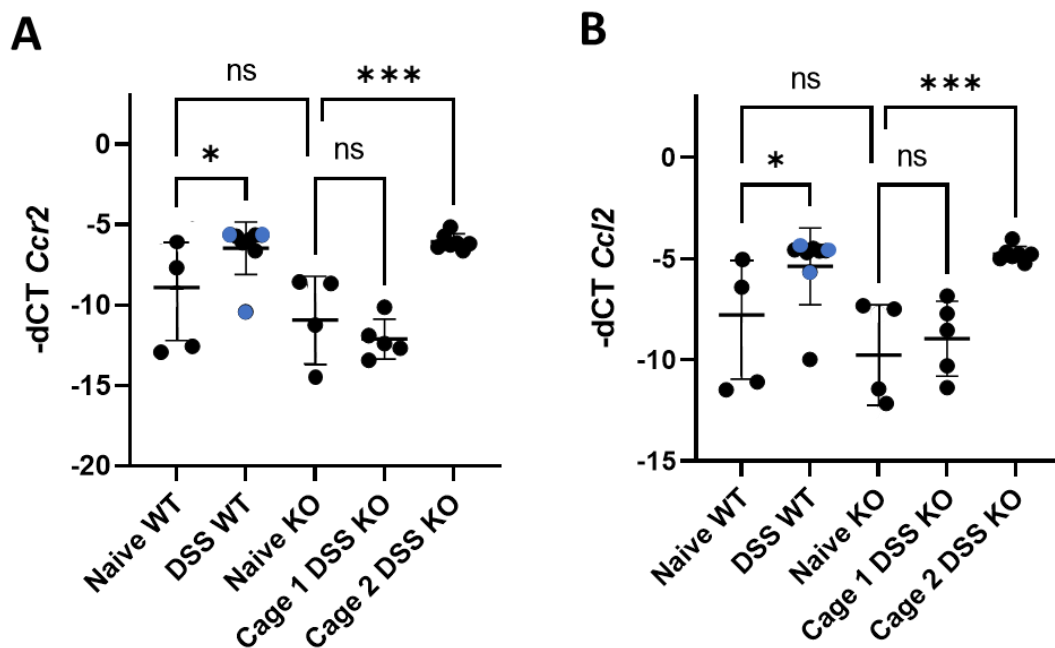 A
ns
***
*
ns
0
-5
-10
-15
-20
-dCT Ccr2
Naive WT
DSS WT
Naive KO
Cage 1 DSS KO
Cage 2 DSS KO
B
ns
***
*
ns
0
-5
-10
-15
-dCT Ccl2
Naive WT
DSS WT
Naive KO
Cage 1 DSS KO
Cage 2 DSS KO